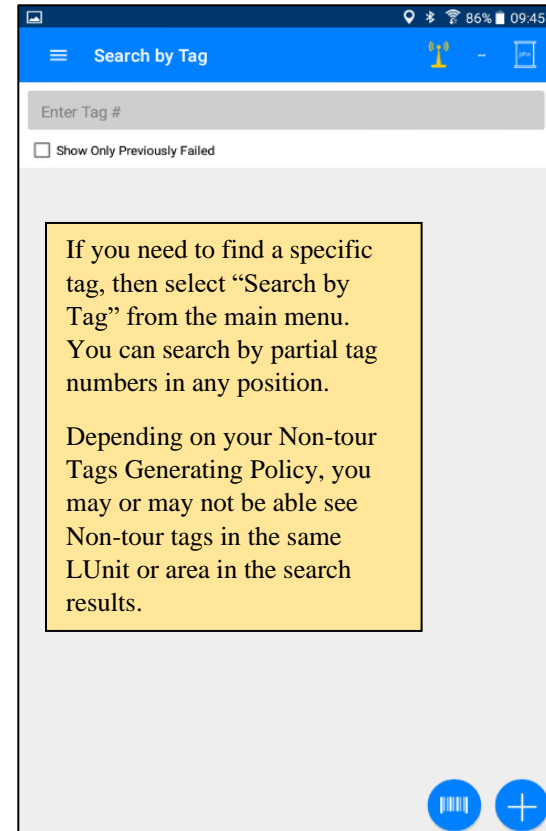 86% 09:45
Search by Tag
-
phx
Enter Tag #
Show Only Previously Failed
If you need to find a specific
tag, then select “Search by
Tag” from the main menu.
You can search by partial tag
numbers in any position.
Depending on your Non-tour
Tags Generating Policy, you
may or may not be able see
Non-tour tags in the same
LUnit or area in the search
results.